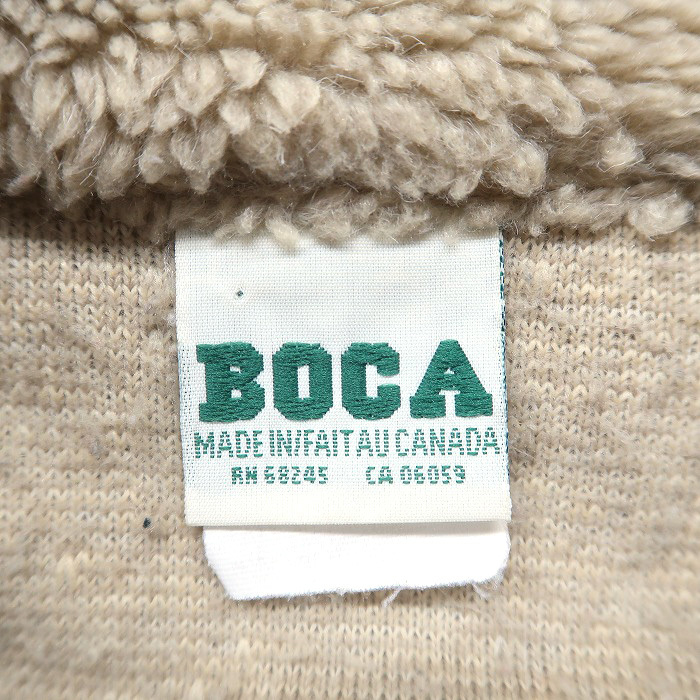 BOCA
MADE IN/FAIT AU CANADA
RN 68245 CA 06059